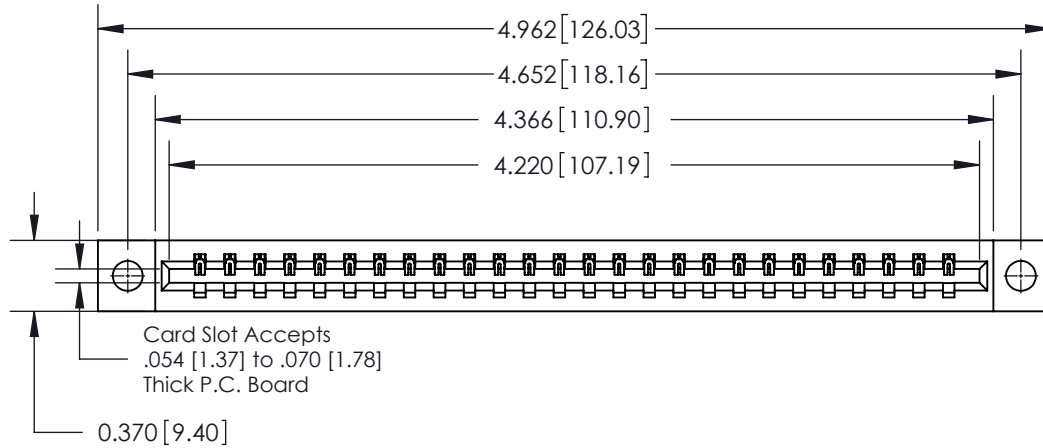 4.962 [126.03]
4.652 [118.16]
4.366 [110.90]
4.220 [107.19]
Card Slot Accepts
.054 [1.37] to .070 [1.78]
Thick P.C. Board
0.370 [9.40]